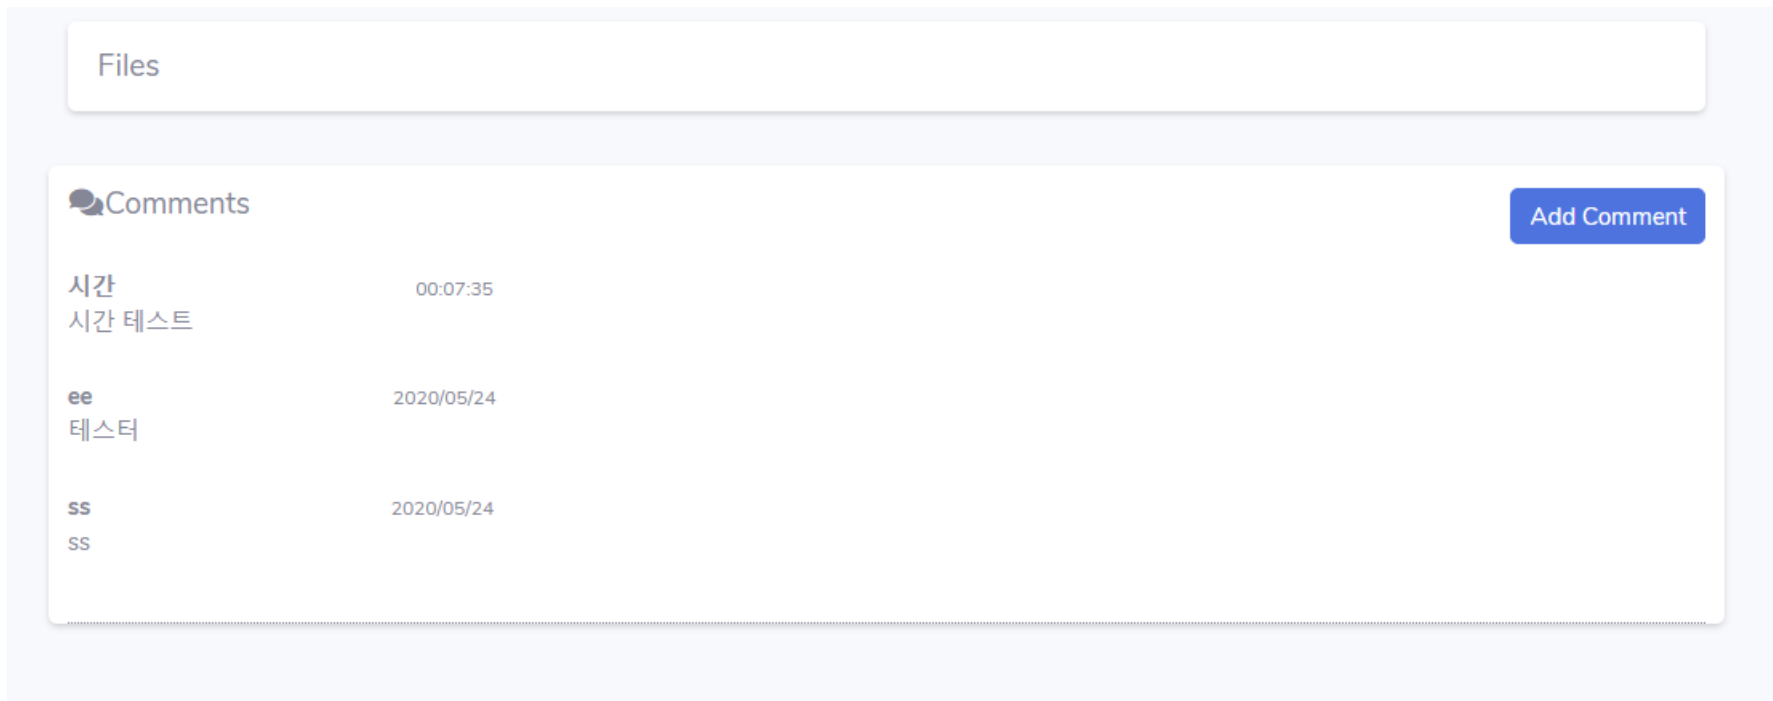 Files
Comments
Add Comment
시간 00:07:35
시간 테스트
ee 2020/05/24
테스터
ss 2020/05/24
ss